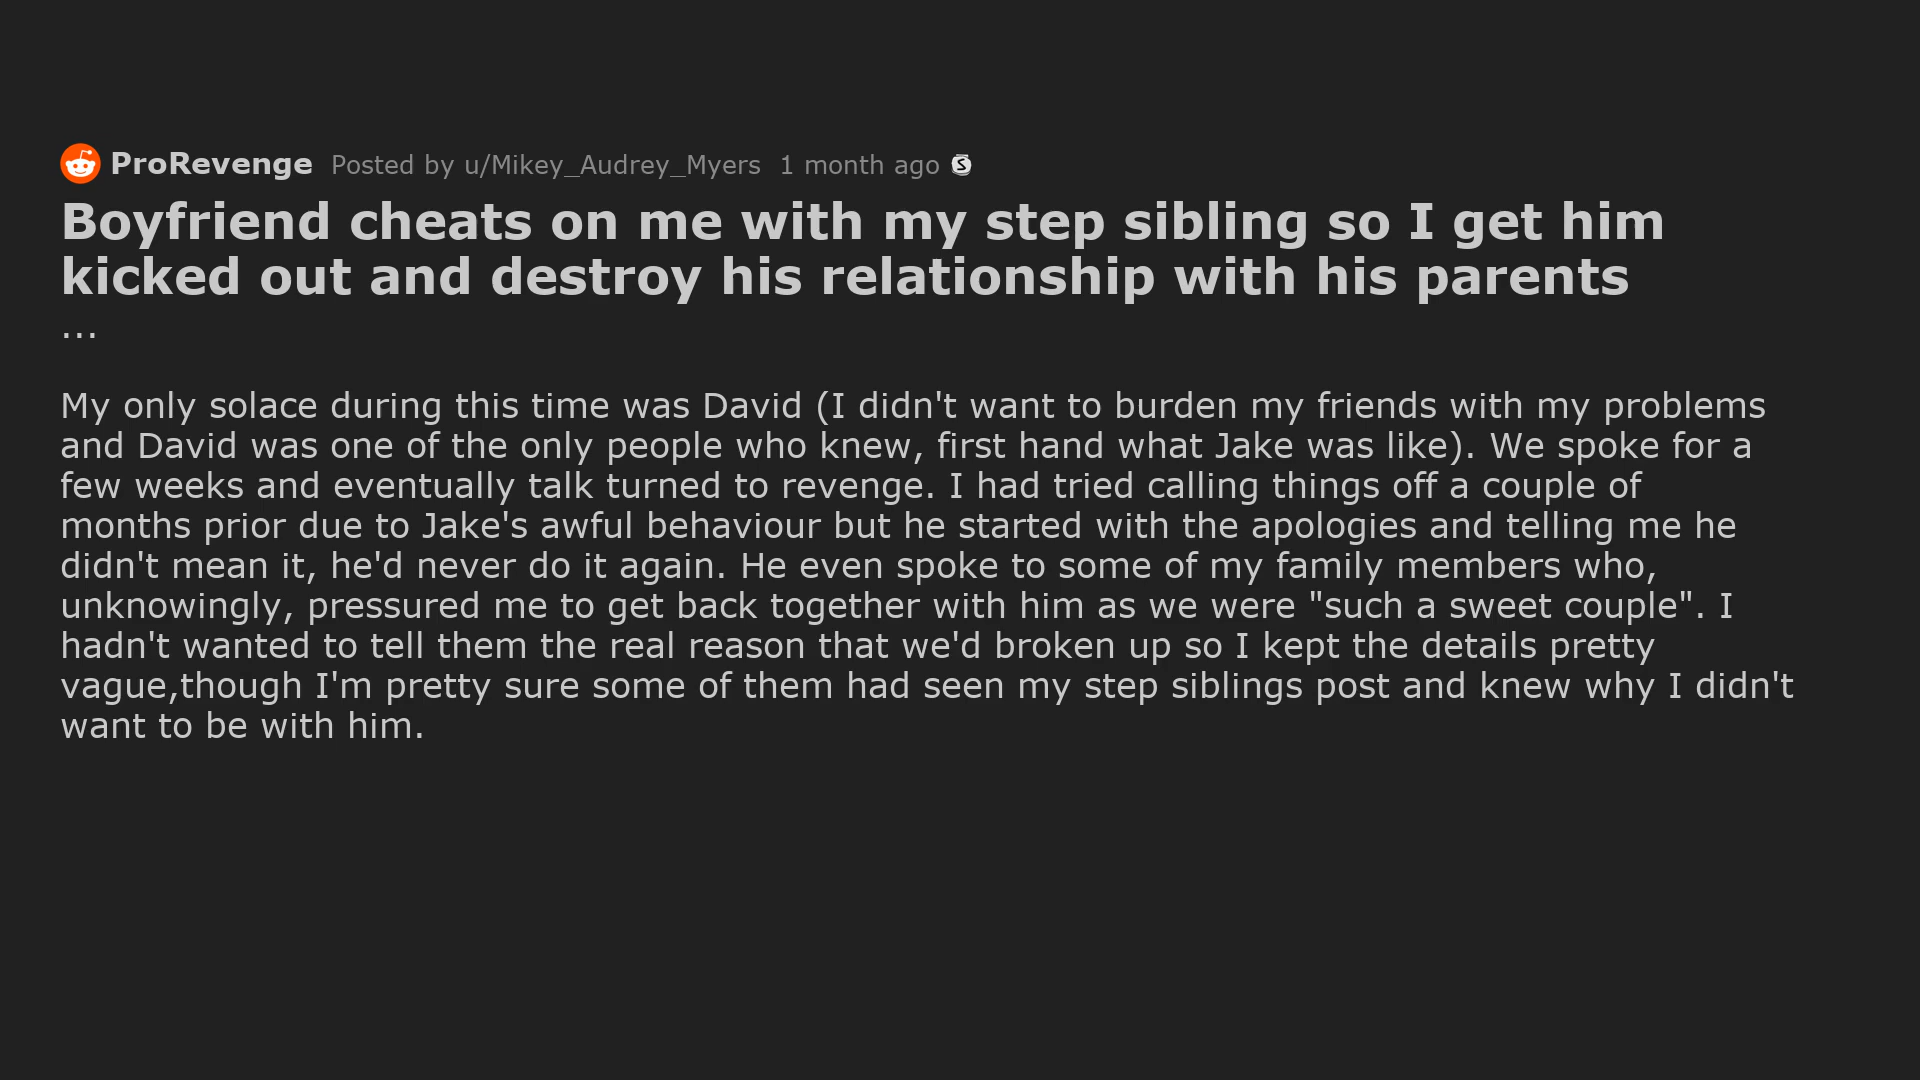 ProRevenge Posted by u/Mikey_Audrey_Myers 1 month ago
Boyfriend cheats on me with my step sibling so I get him
kicked out and destroy his relationship with his parents
...
My only solace during this time was David (I didn't want to burden my friends with my problems
and David was one of the only people who knew, first hand what Jake was like). We spoke for a
few weeks and eventually talk turned to revenge. I had tried calling things off a couple of
months prior due to Jake's awful behaviour but he started with the apologies and telling me he
didn't mean it, he'd never do it again. He even spoke to some of my family members who,
unknowingly, pressured me to get back together with him as we were "such a sweet couple". I
hadn't wanted to tell them the real reason that we'd broken up so I kept the details pretty
vague,though I'm pretty sure some of them had seen my step siblings post and knew why I didn't
want to be with him.